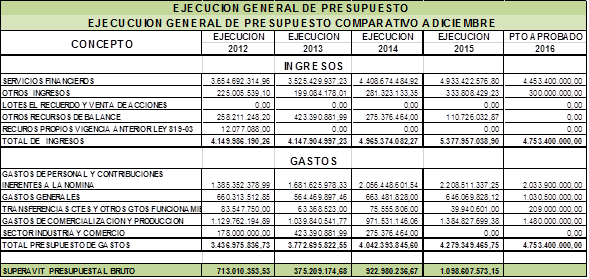 EJECUCION GENERAL DE PRESUPUESTO
EJECUCUION GENERAL DE PRESUPUESTO COMPARATIVO A DICIEMBRE
CONCEPTO EJECUCION 2012 EJECUCION 2013 EJECUCION 2014 EJECUCION 2015 PTO APROBADO 2016
INGRESOS
SERVICIOS FINANCIEROS 3.654.692.314,96 3.525.429.937,23 4.408.674.484,92 4.933.422.576,80 4.453.400.000,00
OTROS INGRESOS 225.005.539,10 199.084.178,01 281.323.133,35 333.808.429,23 300.000.000,00
LOTES EL RECUERDO Y VENTA DE ACCIONES 0,00 0,00 0,00 0,00
OTROS RECURSOS DE BALANCE 258.211.248,20 423.390.881,99 275.376.464,00 110.726.032,87 0,00
RECUROS PROPIOS VIGENCIA ANTERIOR LEY 819-03 12.077.088,00 0,00 0,00 0,00 0,00
TOTAL DE INGRESOS 4.149.986.190,26 4.147.904.997,23 4.965.374.082,27 5.377.957.038,90 4.753.400.000,00
GASTOS
GASTOS DE PERSONAL Y CONTRIBUCIONES
INERENTES A LA NOMINA 1.385.352.378,99 1.681.625.978,33 2.056.448.601,54 2.208.511.337,25 2.033.900.000,00
GASTOS GENERALES 660.313.512,85 564.469.897,46 663.481.828,00 646.069.828,12 1.030.500.000,00
TRANSFERENCIAS CTES Y OTROS GTOS FUNCIONAMIE 83.547.750,00 63.368.523,00 75.555.806,00 39.940.601,00 209.000.000,00
GASTOS DE COMERCIALIZACION Y PRODUCCION 1.129.762.194,89 1.039.840.541,77 971.531.146,06 1.384.827.699,38 1.480.000.000,00
SECTOR INDUSTRIA Y COMERCIO 178.000.000,00 423.390.881,99 275.376.464,00 0,00 0,00
TOTAL PRESUPUESTO DE GASTOS 3.436.975.836,73 3.772.695.822,55 4.042.393.845,60 4.279.349.465,75 4.753.400.000,00
SUPERAVIT PRESUPUESTAL BRUTO 713.010.353,53 375.209.174,68 922.980.236,67 1.098.607.573,15